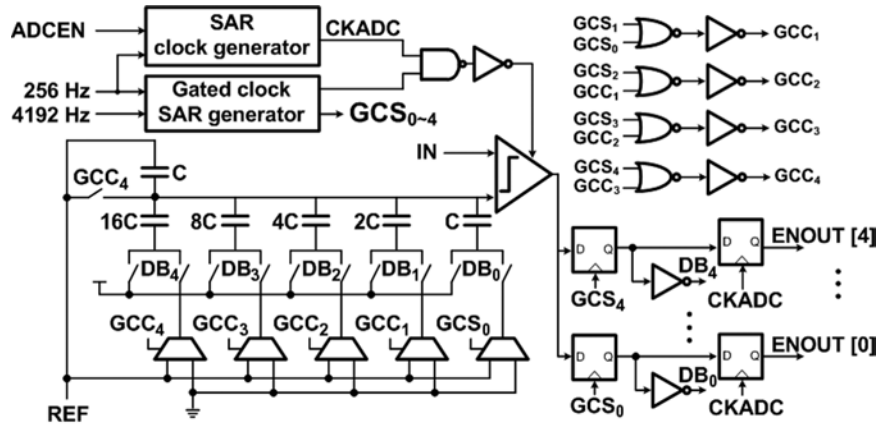 ADCEN
SAR
clock generator
CKADC
256 Hz
4192 Hz
Gated clock
SAR generator
GCS0~4
IN
GCC4
C
16C
8C
4C
2C
C
DB4
DB3
DB2
DB1
DB0
GCC4
GCC3
GCC2
GCC1
GCS0
REF
GCS1
GCS0
GCC1
GCS2
GCC1
GCC2
GCS3
GCC2
GCC3
GCS4
GCC3
GCC4
D Q
GCS4
DB4
D Q
CKADC
ENOUT [4]
D Q
GCS0
DB0
D Q
CKADC
ENOUT [0]